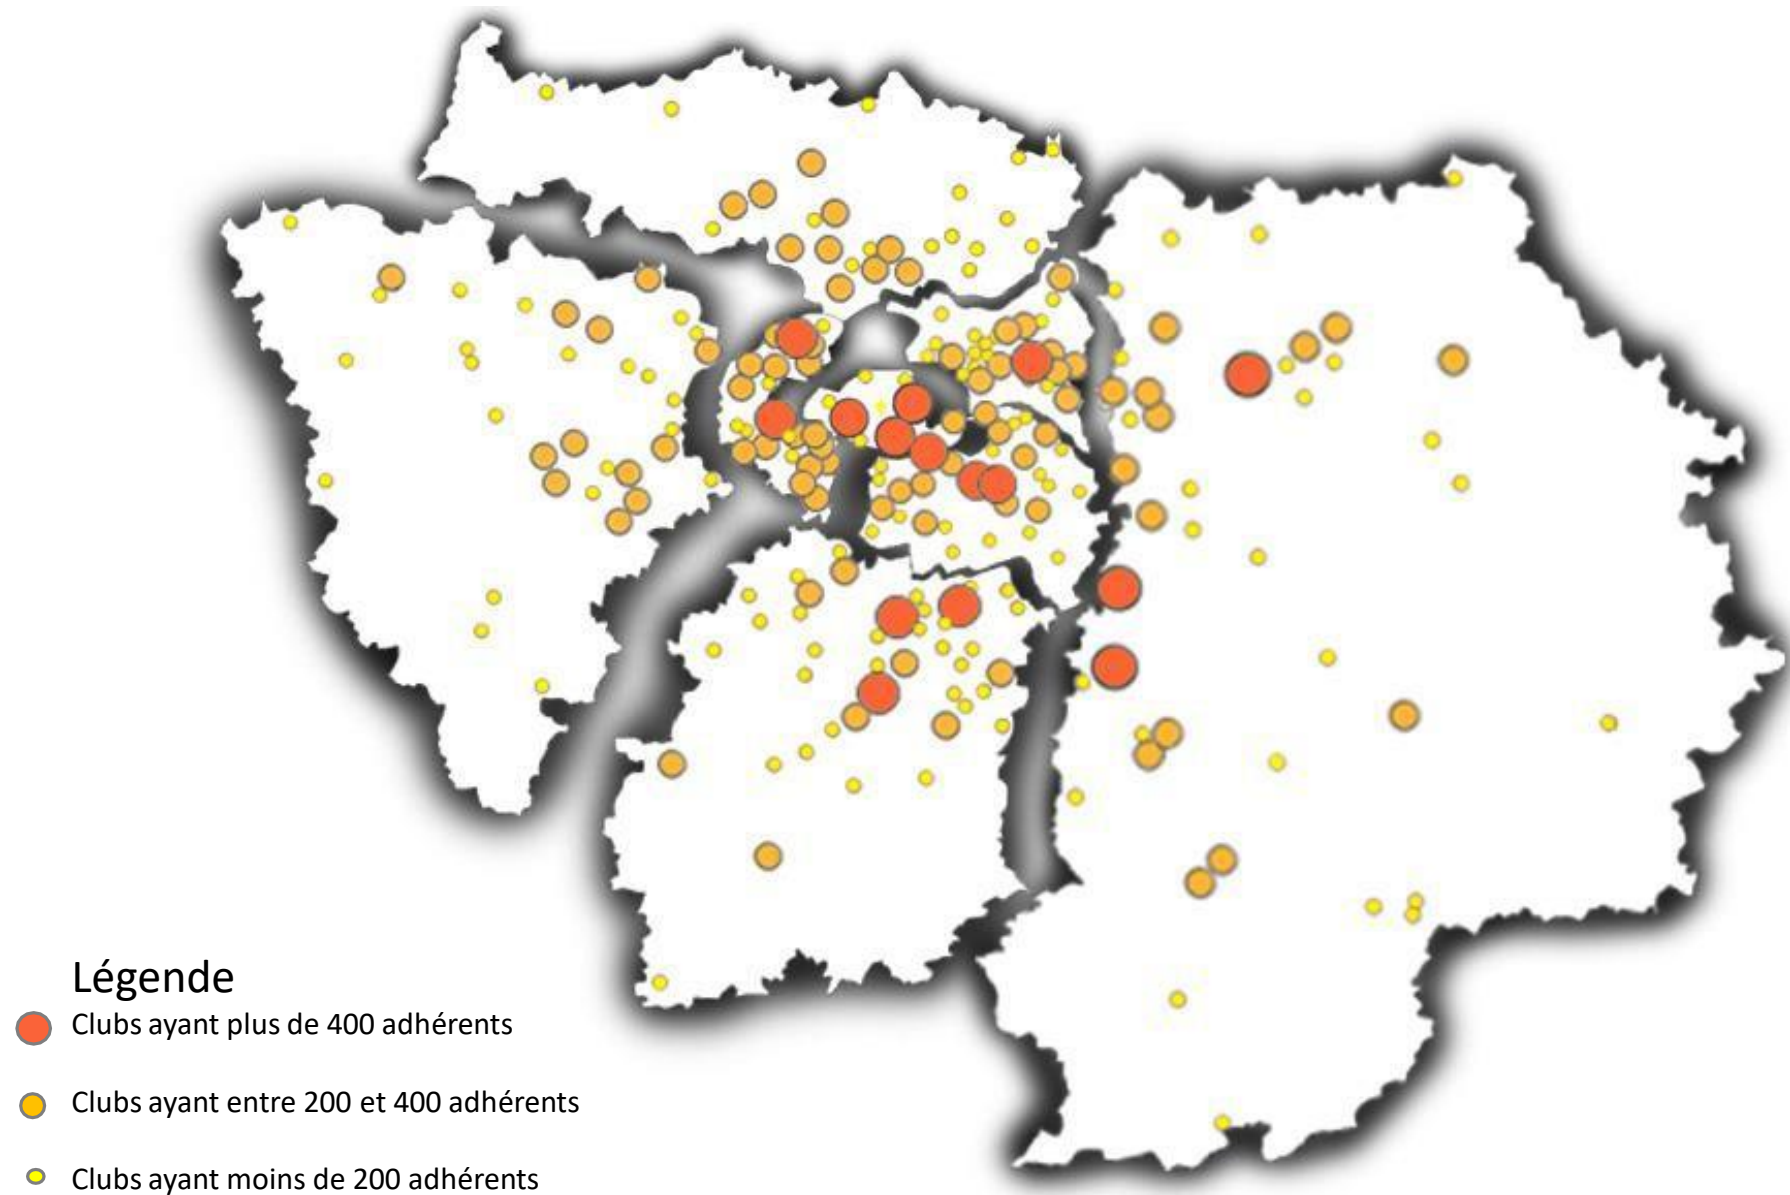 Légende
Clubs ayant plus de 400 adhérents
Clubs ayant entre 200 et 400 adhérents
Clubs ayant moins de 200 adhérents